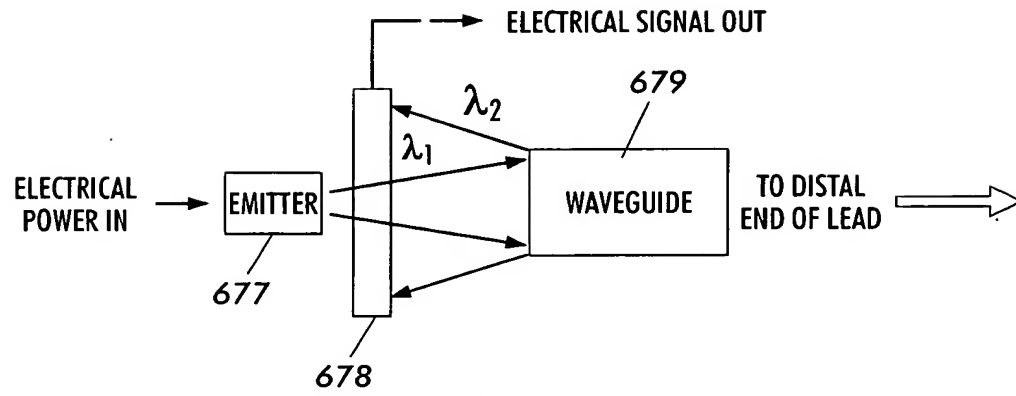 ELECTRICAL SIGNAL OUT
679
λ2
λ1
ELECTRICAL
POWER IN
EMITTER
WAVEGUIDE
TO DISTAL
END OF LEAD
677
678